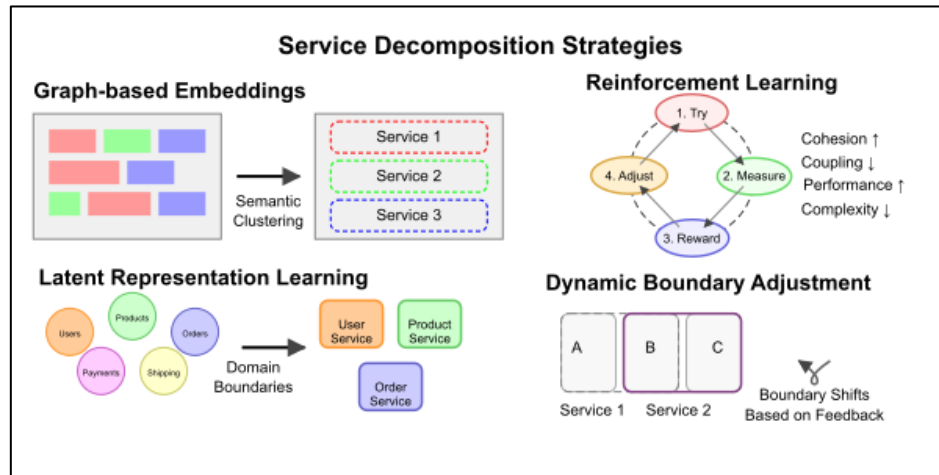 Service Decomposition Strategies
Graph-based Embeddings
Service 1
Service 2
Service 3
Semantic
Clustering
Reinforcement Learning
1. Try
2. Measure
3. Reward
4. Adjust
Cohesion ↑
Coupling ↓
Performance ↑
Complexity ↓
Latent Representation Learning
Users
Products
Orders
Payments
Shipping
Domain
Boundaries
User
Service
Product
Service
Order
Service
Dynamic Boundary Adjustment
A
B
C
Service 1
Service 2
Boundary Shifts
Based on Feedback